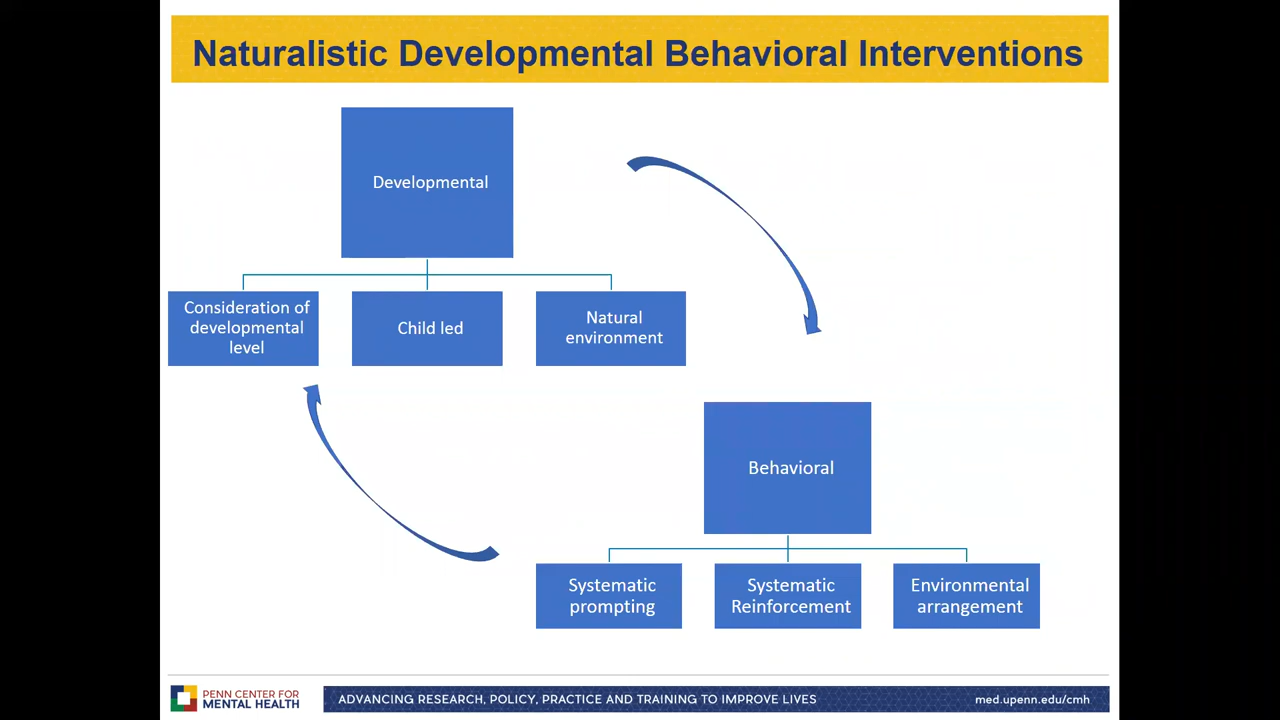 Naturalistic Developmental Behavioral Interventions
Developmental
Consideration of
developmental
level
Child led
Natural
environment
Behavioral
Systematic
prompting
Systematic
Reinforcement
Environmental
arrangement
PENN CENTER FOR
MENTAL HEALTH
ADVANCING RESEARCH, POLICY, PRACTICE AND TRAINING TO IMPROVE LIVES
med.upenn.edu/cmh